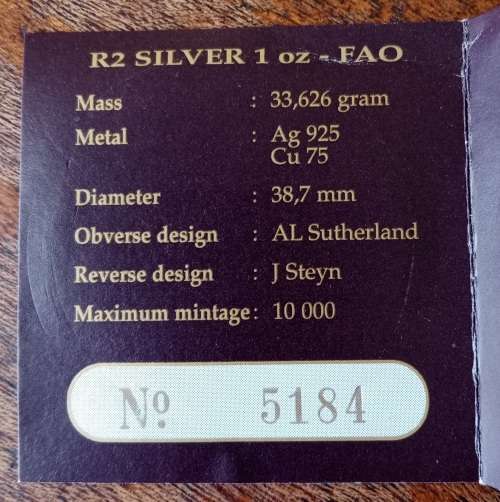 R2 SILVER 1 oz - FAO
Mass : 33,626 gram
Metal : Ag 925
Cu 75
Diameter : 38,7 mm
Obverse design : AL Sutherland
Reverse design : J Steyn
Maximum mintage : 10 000
Nº 5184